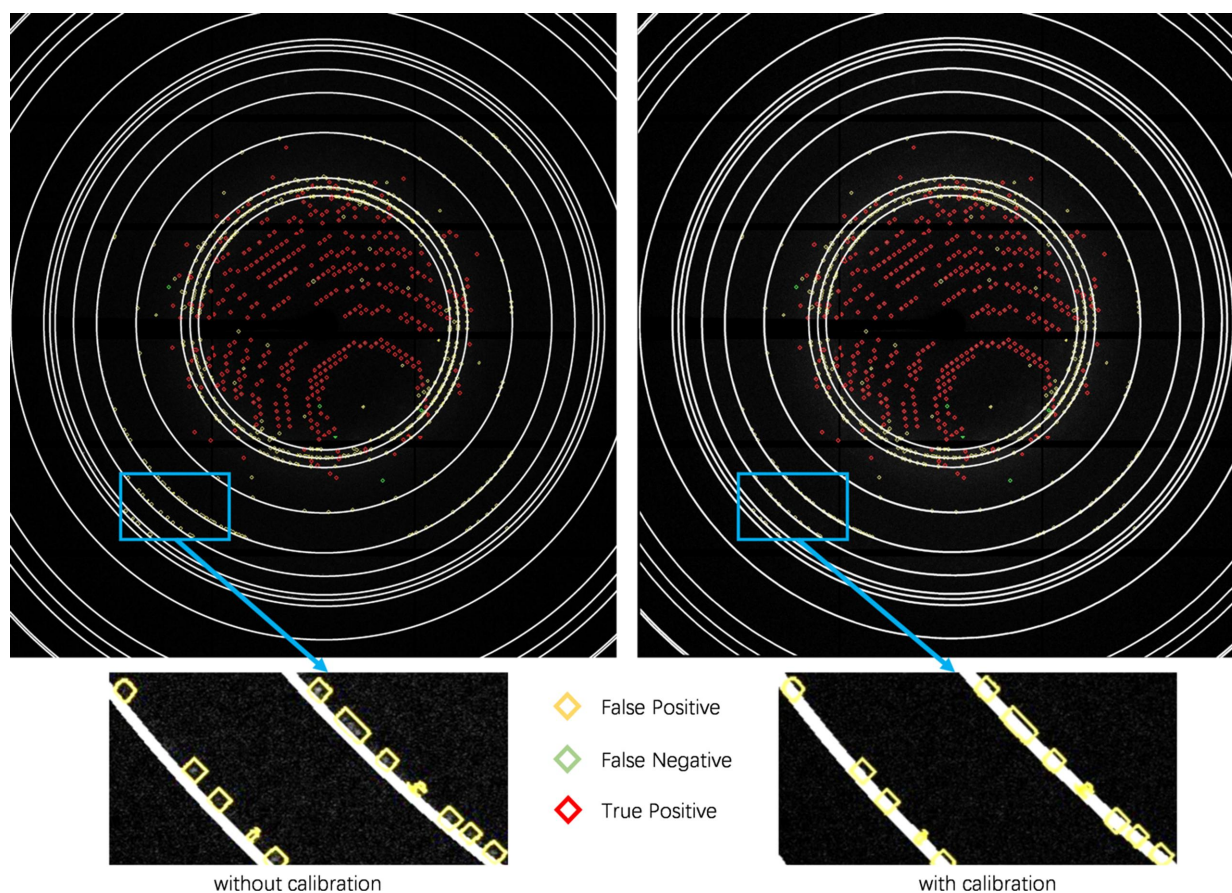 False Positive
False Negative
True Positive
without calibration
with calibration